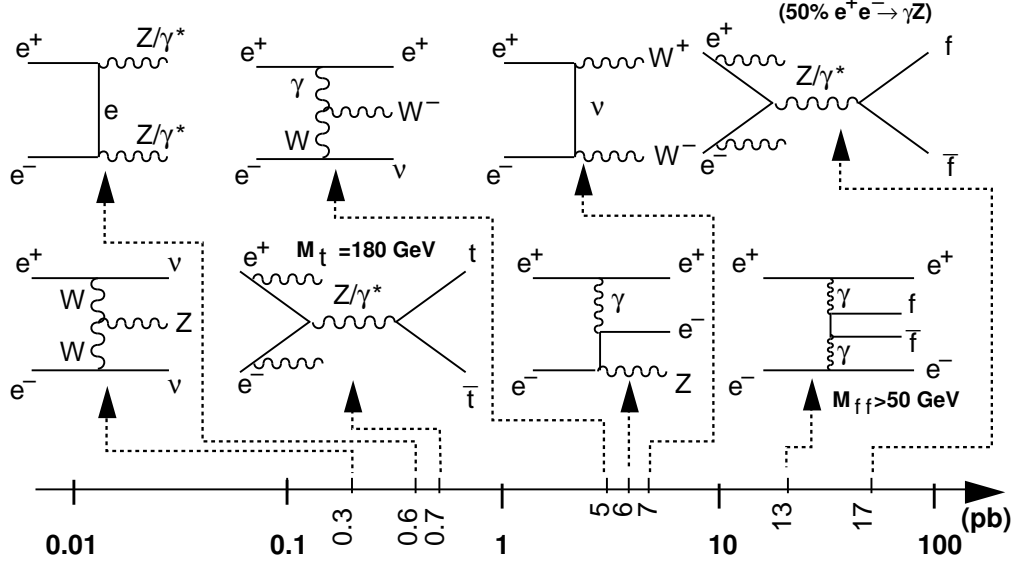 (50% e+ e− → γZ)
e+ Z/γ* e+ e+ W+ e+ f
γ Z/γ*
e W− ν
Z/γ* W
e− e− ν e− W− e− f̅
e+ ν e+ M t =180 GeV t e+ e+ e+ e+
W Z/γ* γ γ f
Z e− f̅
W γ
e− ν e− t̅ e− Z e− e−
M f f >50 GeV
0.3 0.6 0.7 5 6 7 13 17 (pb)
0.01 0.1 1 10 100